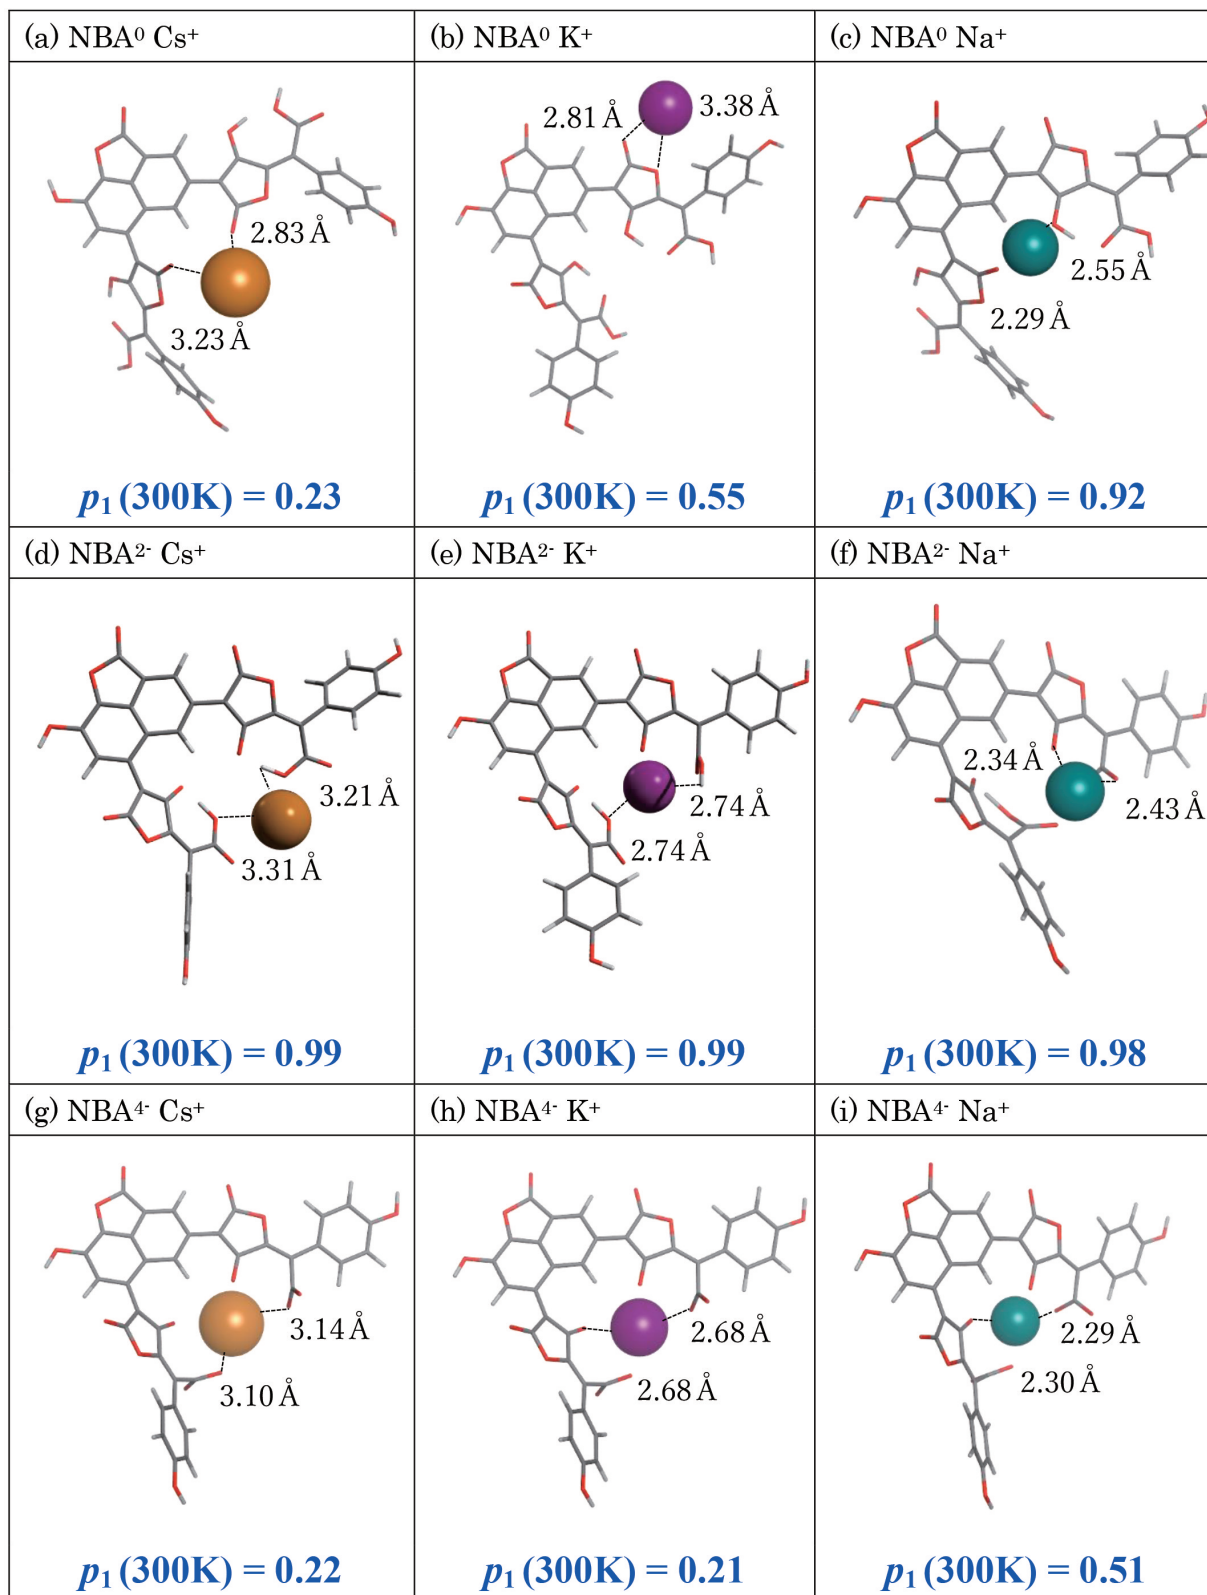 (a) NBA⁰ Cs⁺
(b) NBA⁰ K⁺
(c) NBA⁰ Na⁺
2.83 Å
3.23 Å
p₁ (300K) = 0.23
2.81 Å
3.38 Å
p₁ (300K) = 0.55
2.55 Å
2.29 Å
p₁ (300K) = 0.92
(d) NBA²⁻ Cs⁺
(e) NBA²⁻ K⁺
(f) NBA²⁻ Na⁺
3.21 Å
3.31 Å
p₁ (300K) = 0.99
2.74 Å
2.74 Å
p₁ (300K) = 0.99
2.34 Å
2.43 Å
p₁ (300K) = 0.98
(g) NBA⁴⁻ Cs⁺
(h) NBA⁴⁻ K⁺
(i) NBA⁴⁻ Na⁺
3.14 Å
3.10 Å
p₁ (300K) = 0.22
2.68 Å
2.68 Å
p₁ (300K) = 0.21
2.29 Å
2.30 Å
p₁ (300K) = 0.51